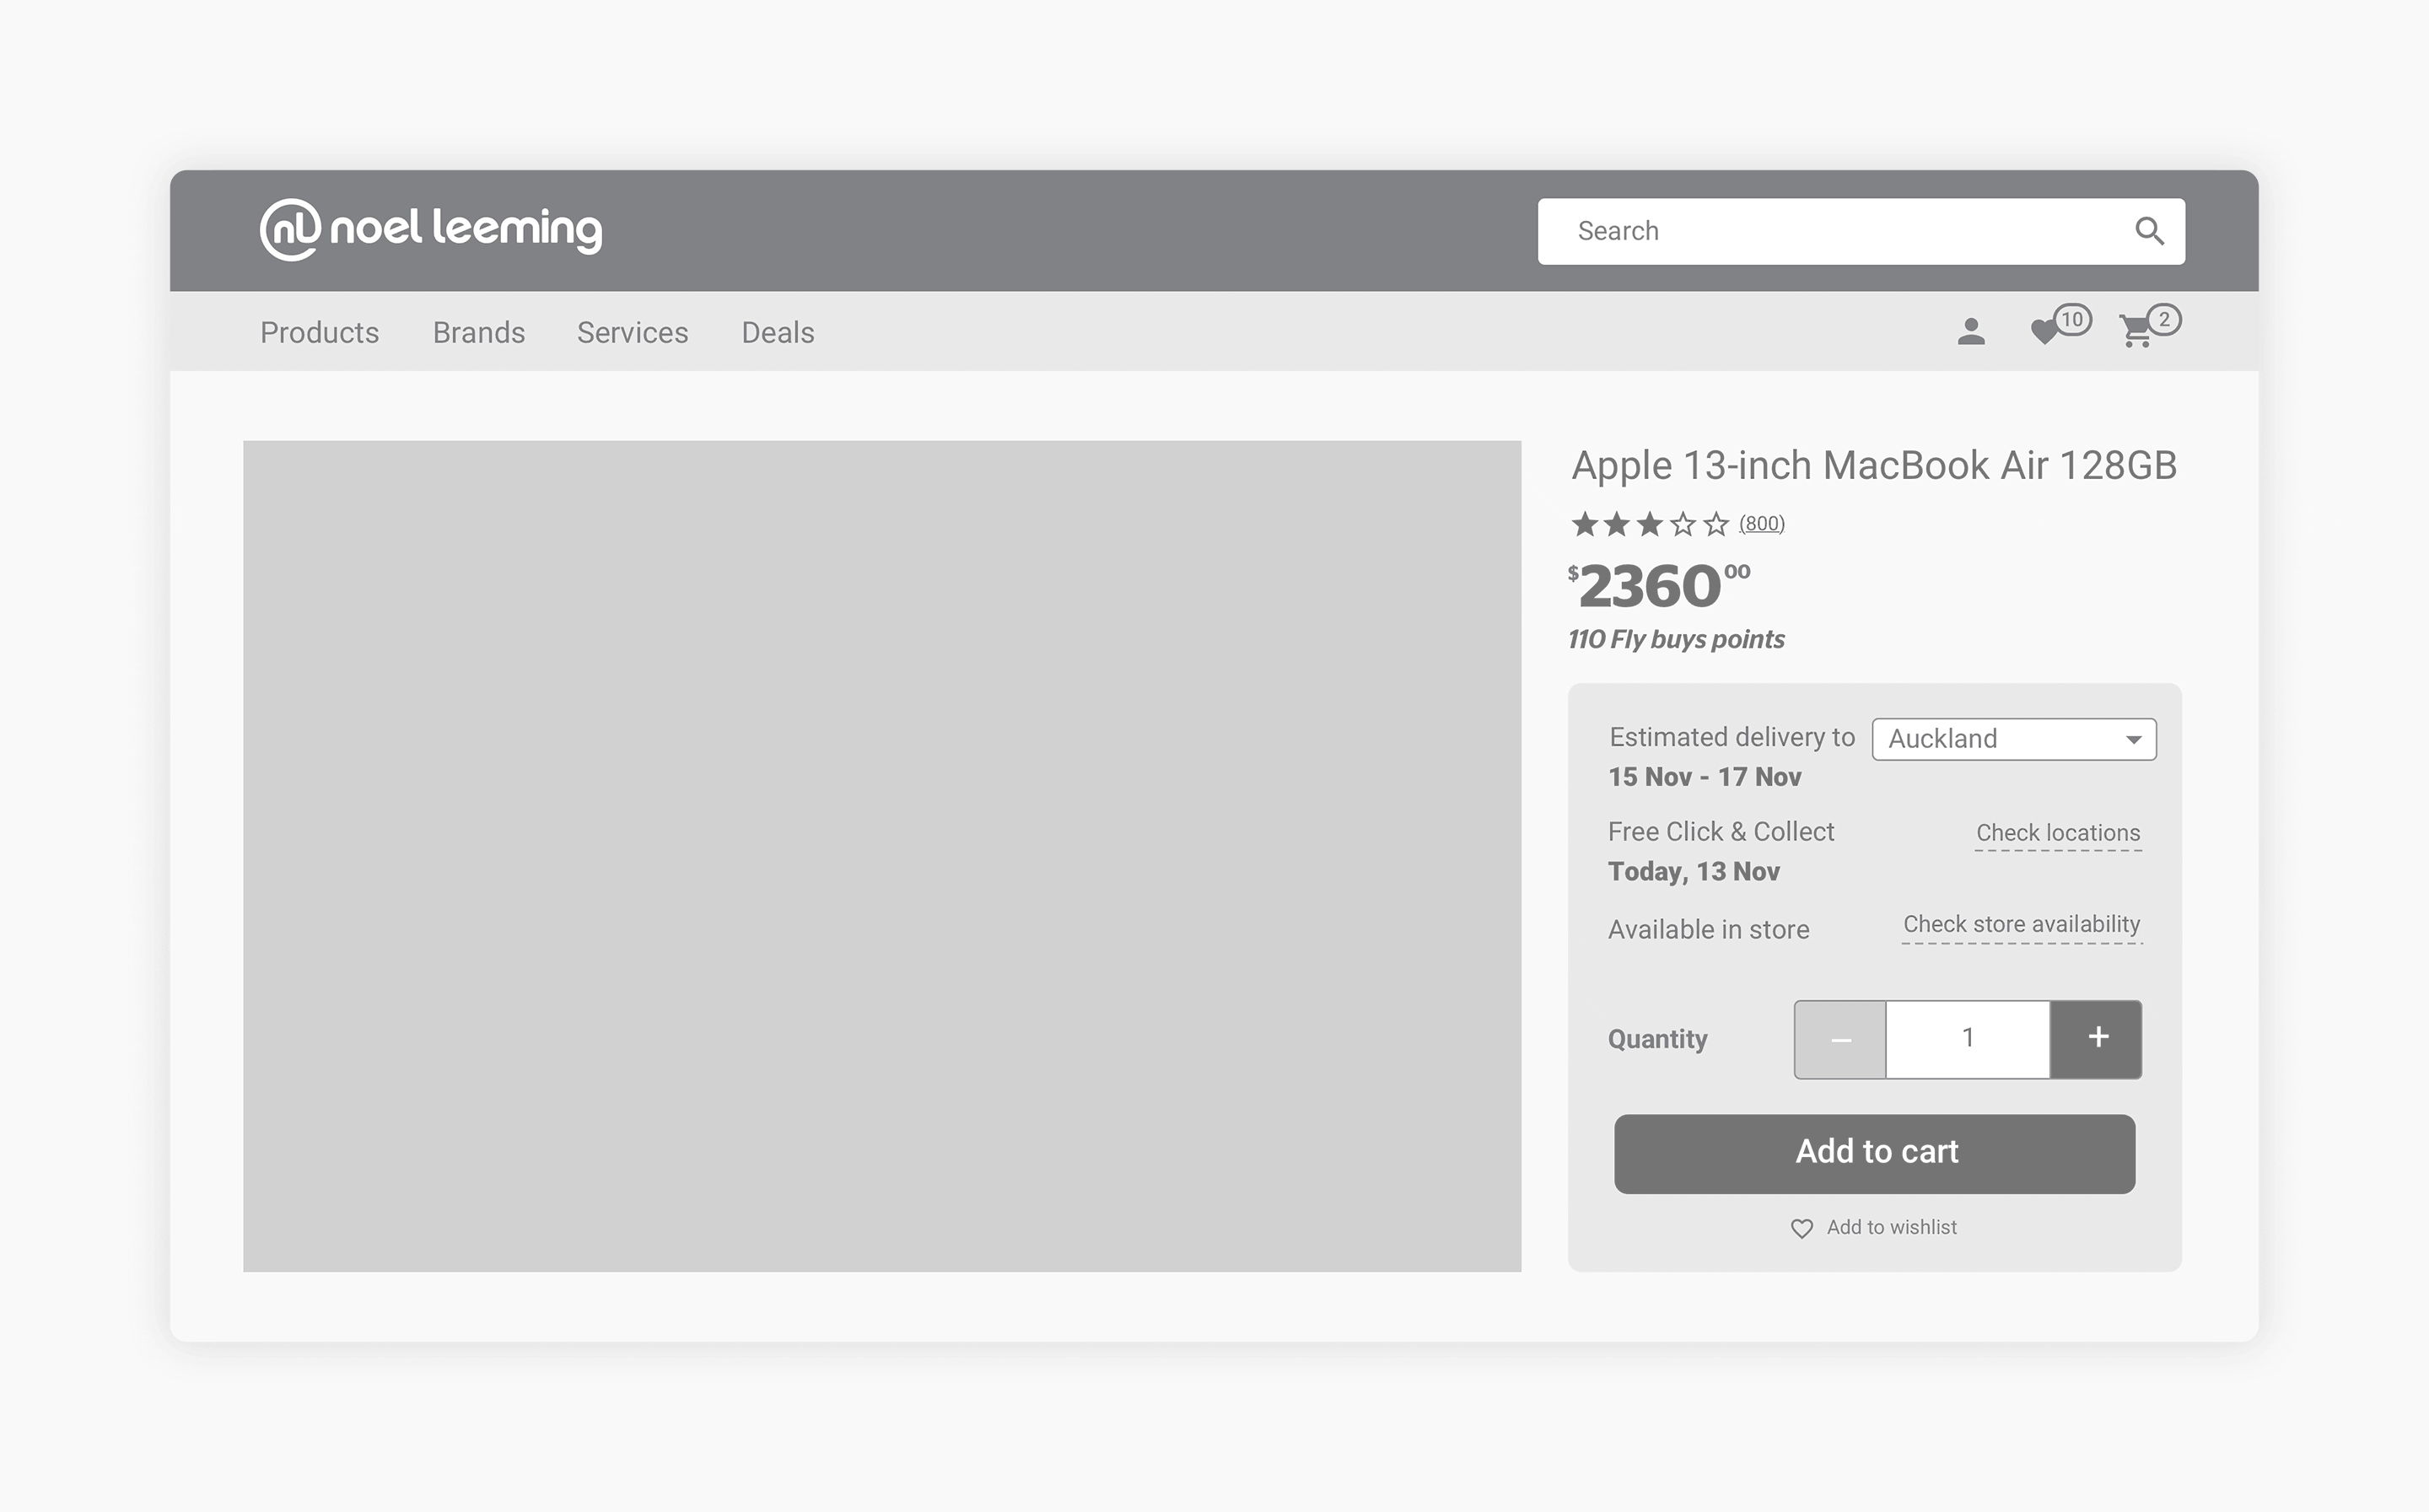 nl noel leeming
Search
Products Brands Services Deals
10 2
Apple 13-inch MacBook Air 128GB
(800)
$2360 00
110 Fly buys points
Estimated delivery to Auckland
15 Nov - 17 Nov
Free Click & Collect Check locations
Today, 13 Nov
Available in store Check store availability
Quantity – 1 +
Add to cart
Add to wishlist